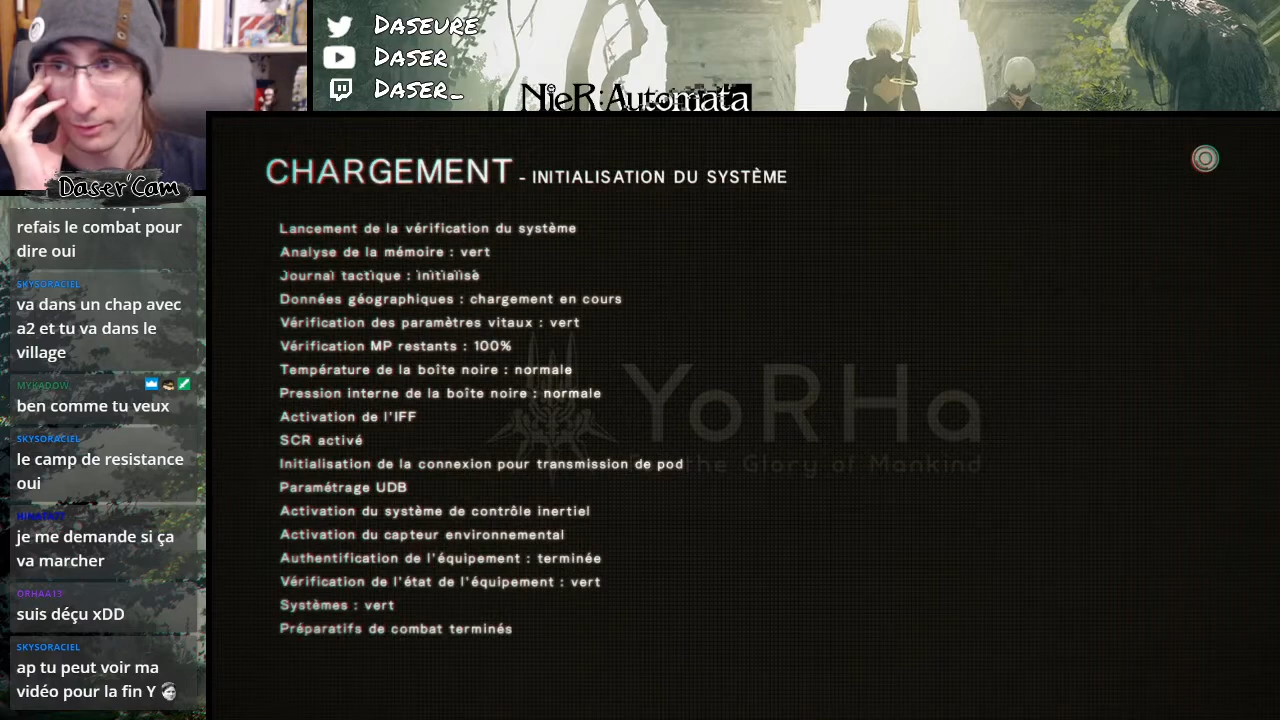 Daseure
Daser
Daser_
NieR:Automata
Daser'Cam
refais le combat pour
dire oui
SKYSORACIEL
va dans un chap avec
a2 et tu va dans le
village
MYKADOW
ben comme tu veux
SKYSORACIEL
le camp de resistance
oui
je me demande si ça
va marcher
ORHAA13
suis déçu xDD
SKYSORACIEL
ap tu peut voir ma
vidéo pour la fin Y
CHARGEMENT - INITIALISATION DU SYSTÈME
Lancement de la vérification du système
Analyse de la mémoire : vert
Journal tactique : initialisé
Données géographiques : chargement en cours
Vérification des paramètres vitaux : vert
Vérification MP restants : 100%
Température de la boîte noire : normale
Pression interne de la boîte noire : normale
Activation de l'IFF
SCR activé
Initialisation de la connexion pour transmission de pod
Paramétrage UDB
Activation du système de contrôle inertiel
Activation du capteur environnemental
Authentification de l'équipement : terminée
Vérification de l'état de l'équipement : vert
Systèmes : vert
Préparatifs de combat terminés
YoRHa
the Glory of Mankind